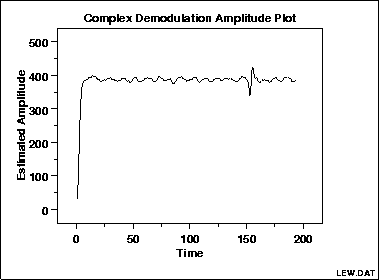 Complex Demodulation Amplitude Plot
500
400
300
200
100
0
Estimated Amplitude
0 50 100 150 200
Time
LEW.DAT